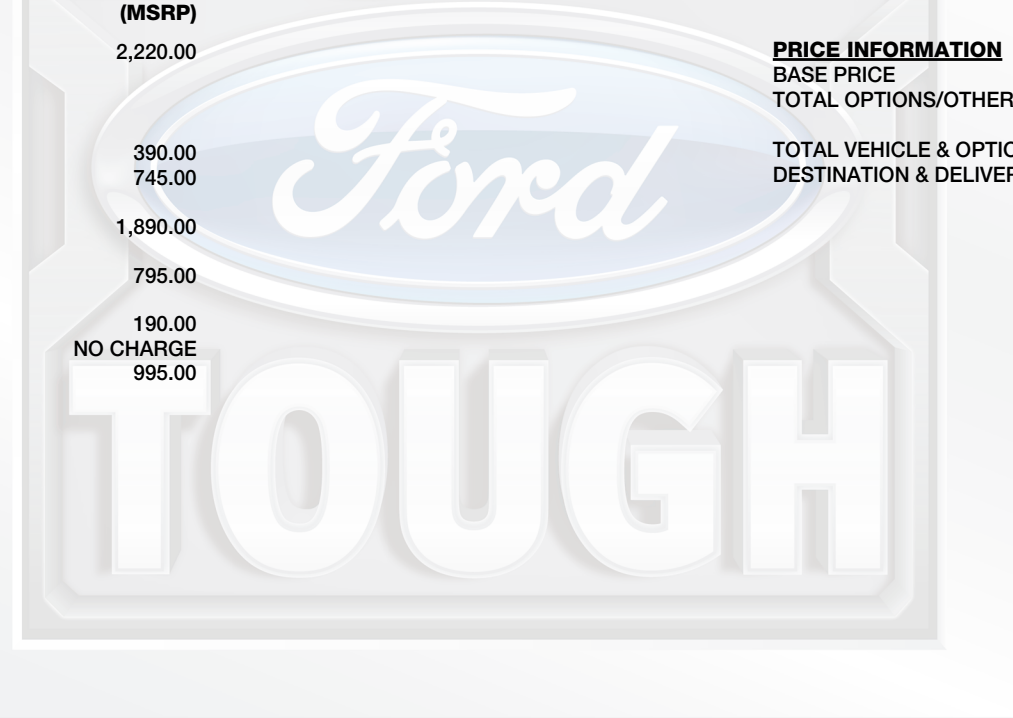 (MSRP)
2,220.00
390.00
745.00
1,890.00
795.00
190.00
NO CHARGE
995.00
PRICE INFORMATION
BASE PRICE
TOTAL OPTIONS/OTHER
TOTAL VEHICLE & OPTIO
DESTINATION & DELIVER
Ford
TOUGH